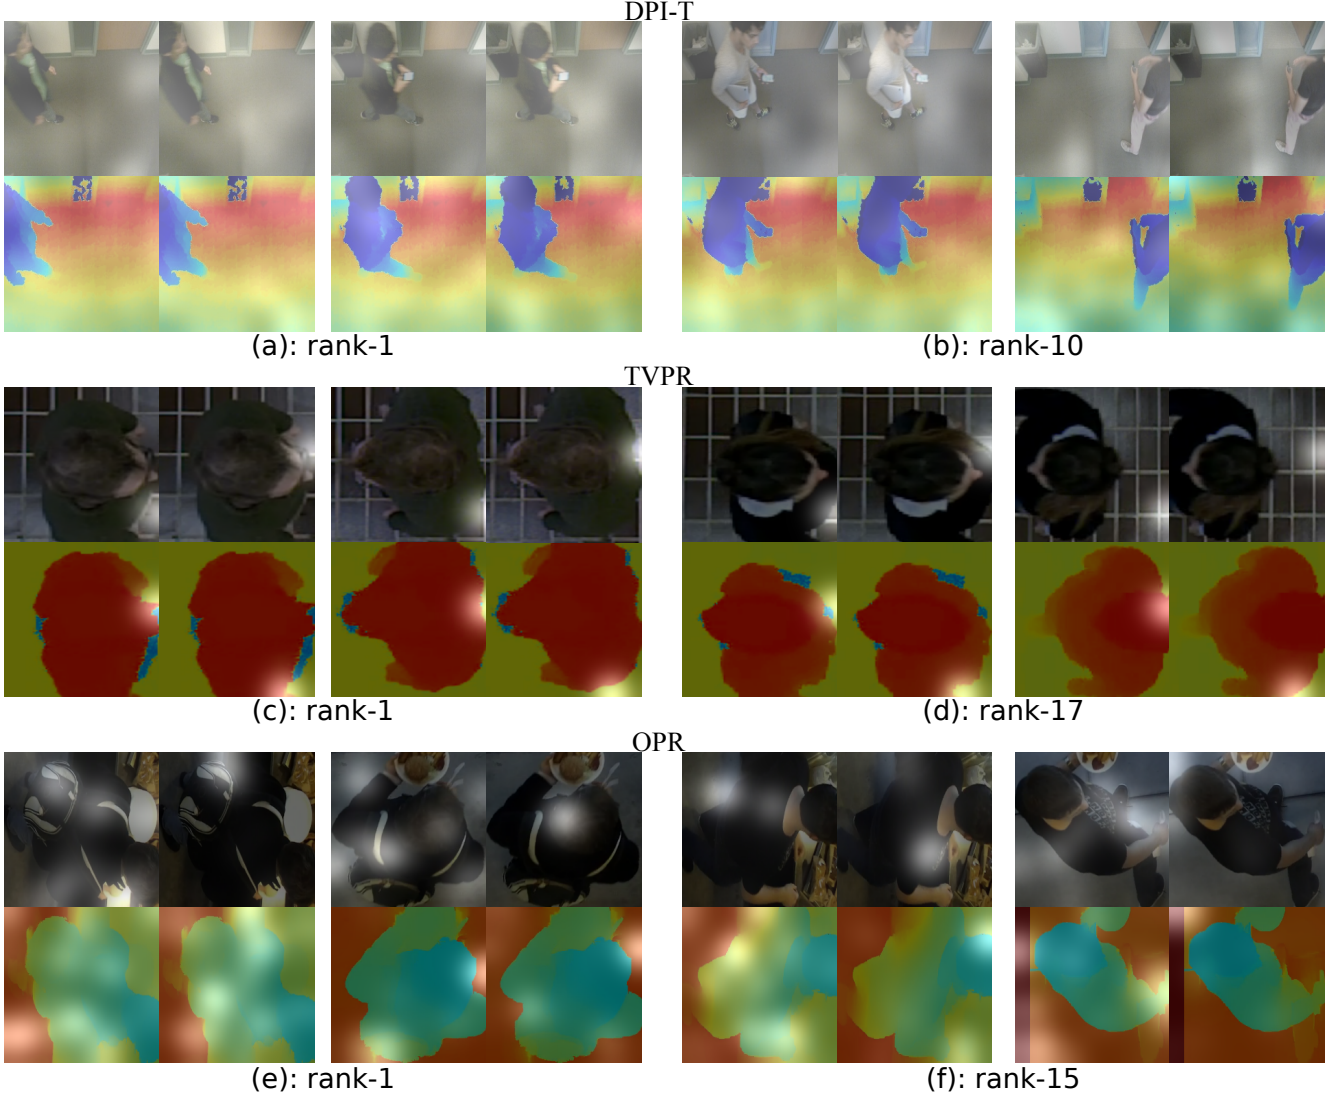 DPI-T
(a): rank-1
(b): rank-10
TVPR
(c): rank-1
(d): rank-17
OPR
(e): rank-1
(f): rank-15